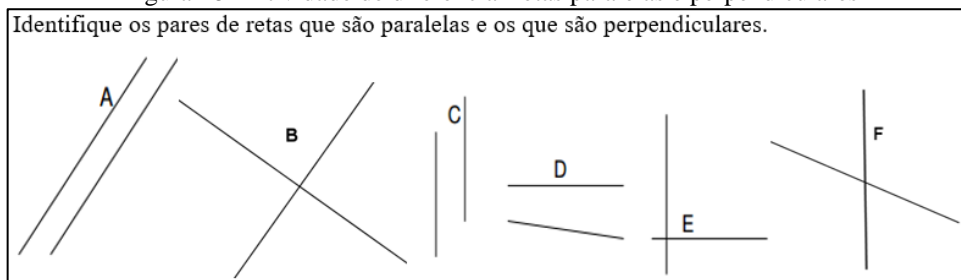 Identifique os pares de retas que são paralelas e os que são perpendiculares.
A
B
C
D
E
F